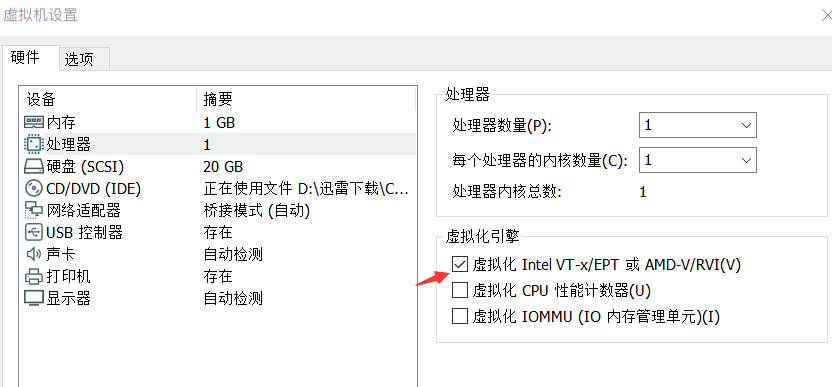 虚拟机设置
硬件 选项
设备 摘要
内存 1 GB
处理器 1
硬盘 (SCSI) 20 GB
CD/DVD (IDE) 正在使用文件 D:\迅雷下载\C...
网络适配器 桥接模式 (自动)
USB 控制器 存在
声卡 自动检测
打印机 存在
显示器 自动检测
处理器
处理器数量(P): 1
每个处理器的内核数量(C): 1
处理器内核总数: 1
虚拟化引擎
虚拟化 Intel VT-x/EPT 或 AMD-V/RVI(V)
虚拟化 CPU 性能计数器(U)
虚拟化 IOMMU (IO 内存管理单元)(I)